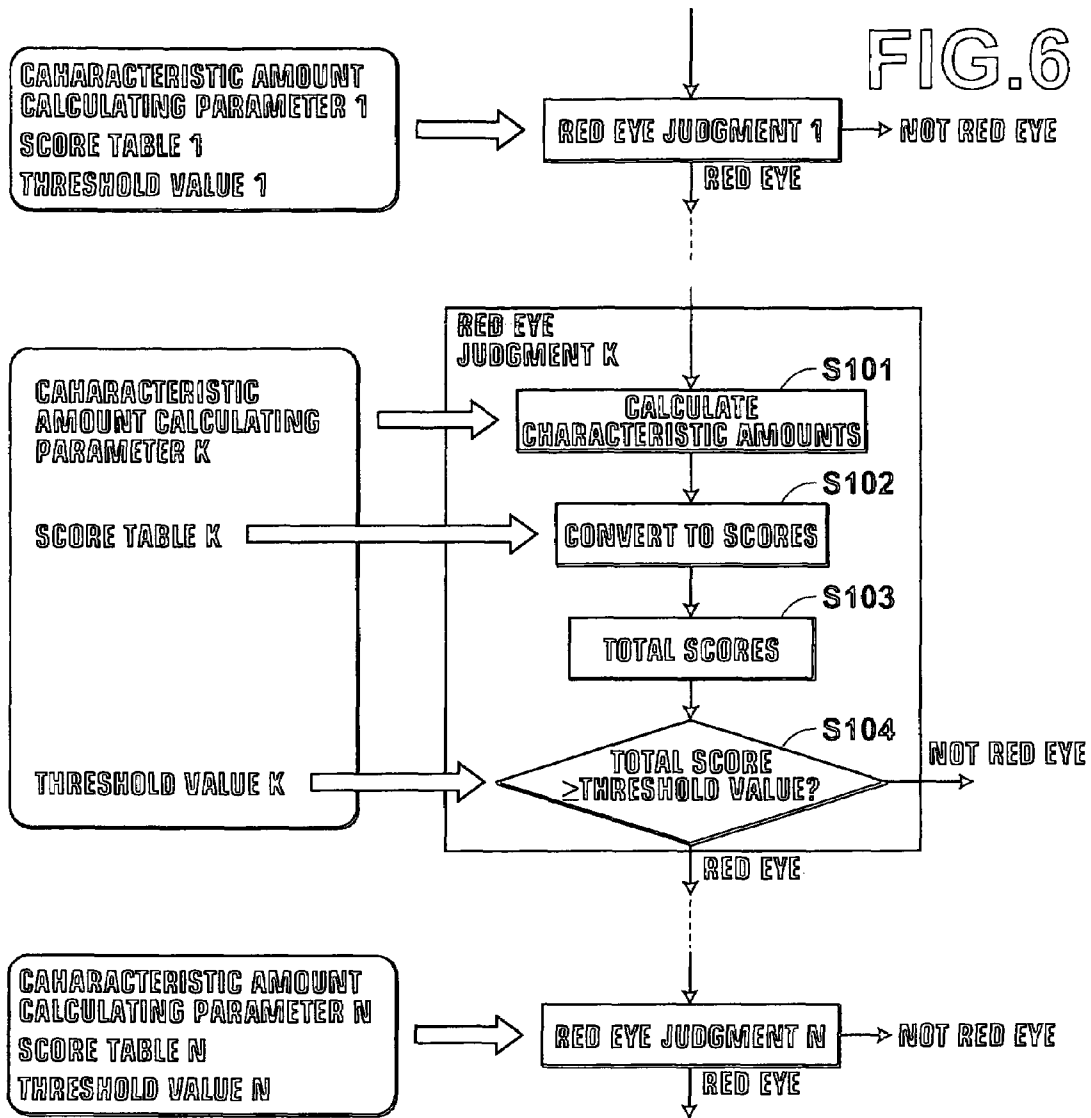 FIG.6
CAHARACTERISTIC AMOUNT
CALCULATING PARAMETER 1
SCORE TABLE 1
THRESHOLD VALUE 1
RED EYE JUDGMENT 1
NOT RED EYE
RED EYE
RED EYE
JUDGMENT K
CAHARACTERISTIC
AMOUNT CALCULATING
PARAMETER K
S101
CALCULATE
CHARACTERISTIC AMOUNTS
S102
SCORE TABLE K
CONVERT TO SCORES
S103
TOTAL SCORES
S104
THRESHOLD VALUE K
TOTAL SCORE
≥THRESHOLD VALUE?
NOT RED EYE
RED EYE
CAHARACTERISTIC AMOUNT
CALCULATING PARAMETER N
SCORE TABLE N
THRESHOLD VALUE N
RED EYE JUDGMENT N
NOT RED EYE
RED EYE